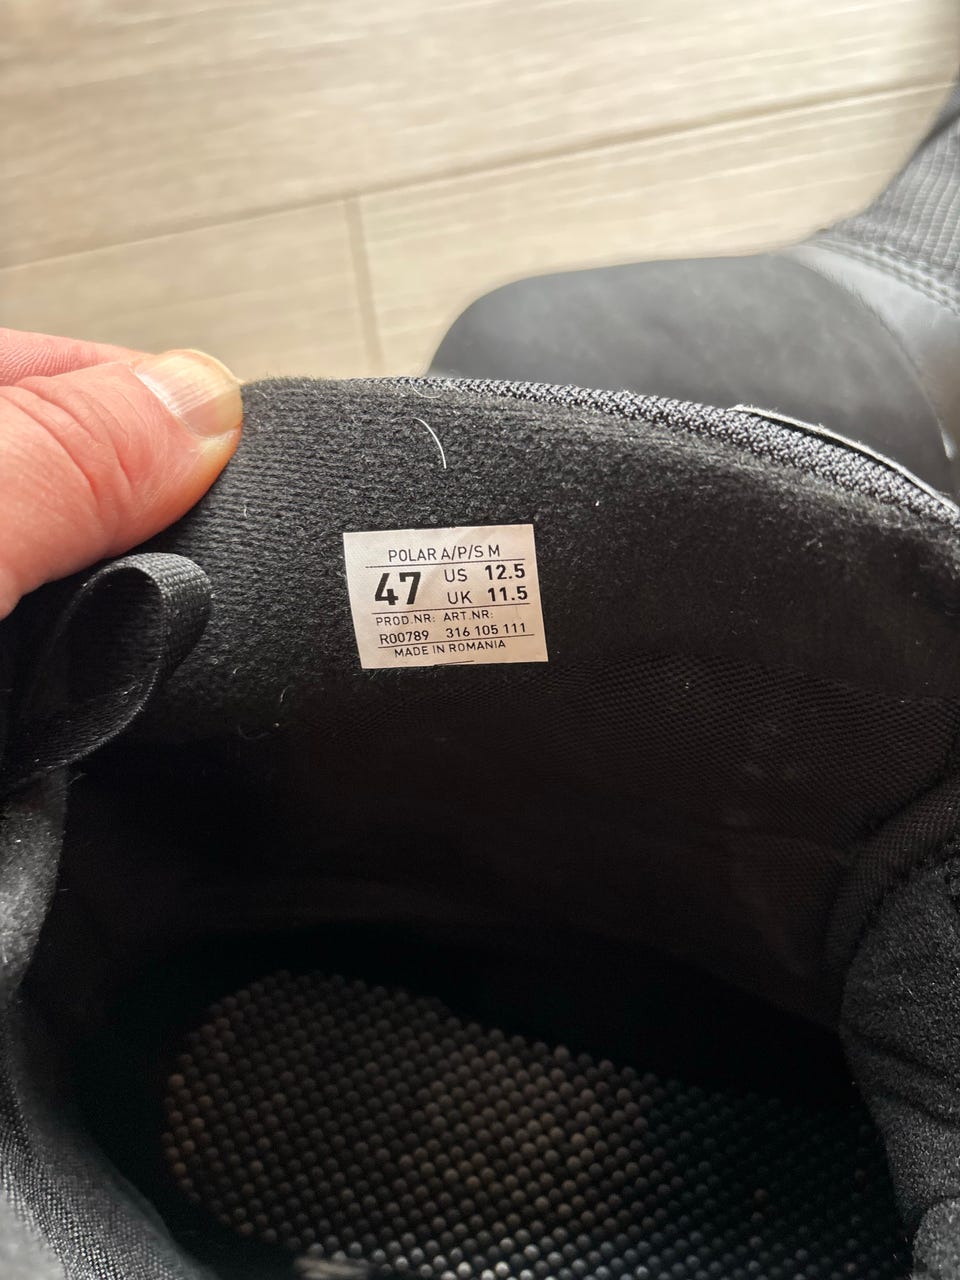 POLAR A/P/S M
47 US 12.5
UK 11.5
PROD.NR: ART.NR:
R00789 316 105 111
MADE IN ROMANIA